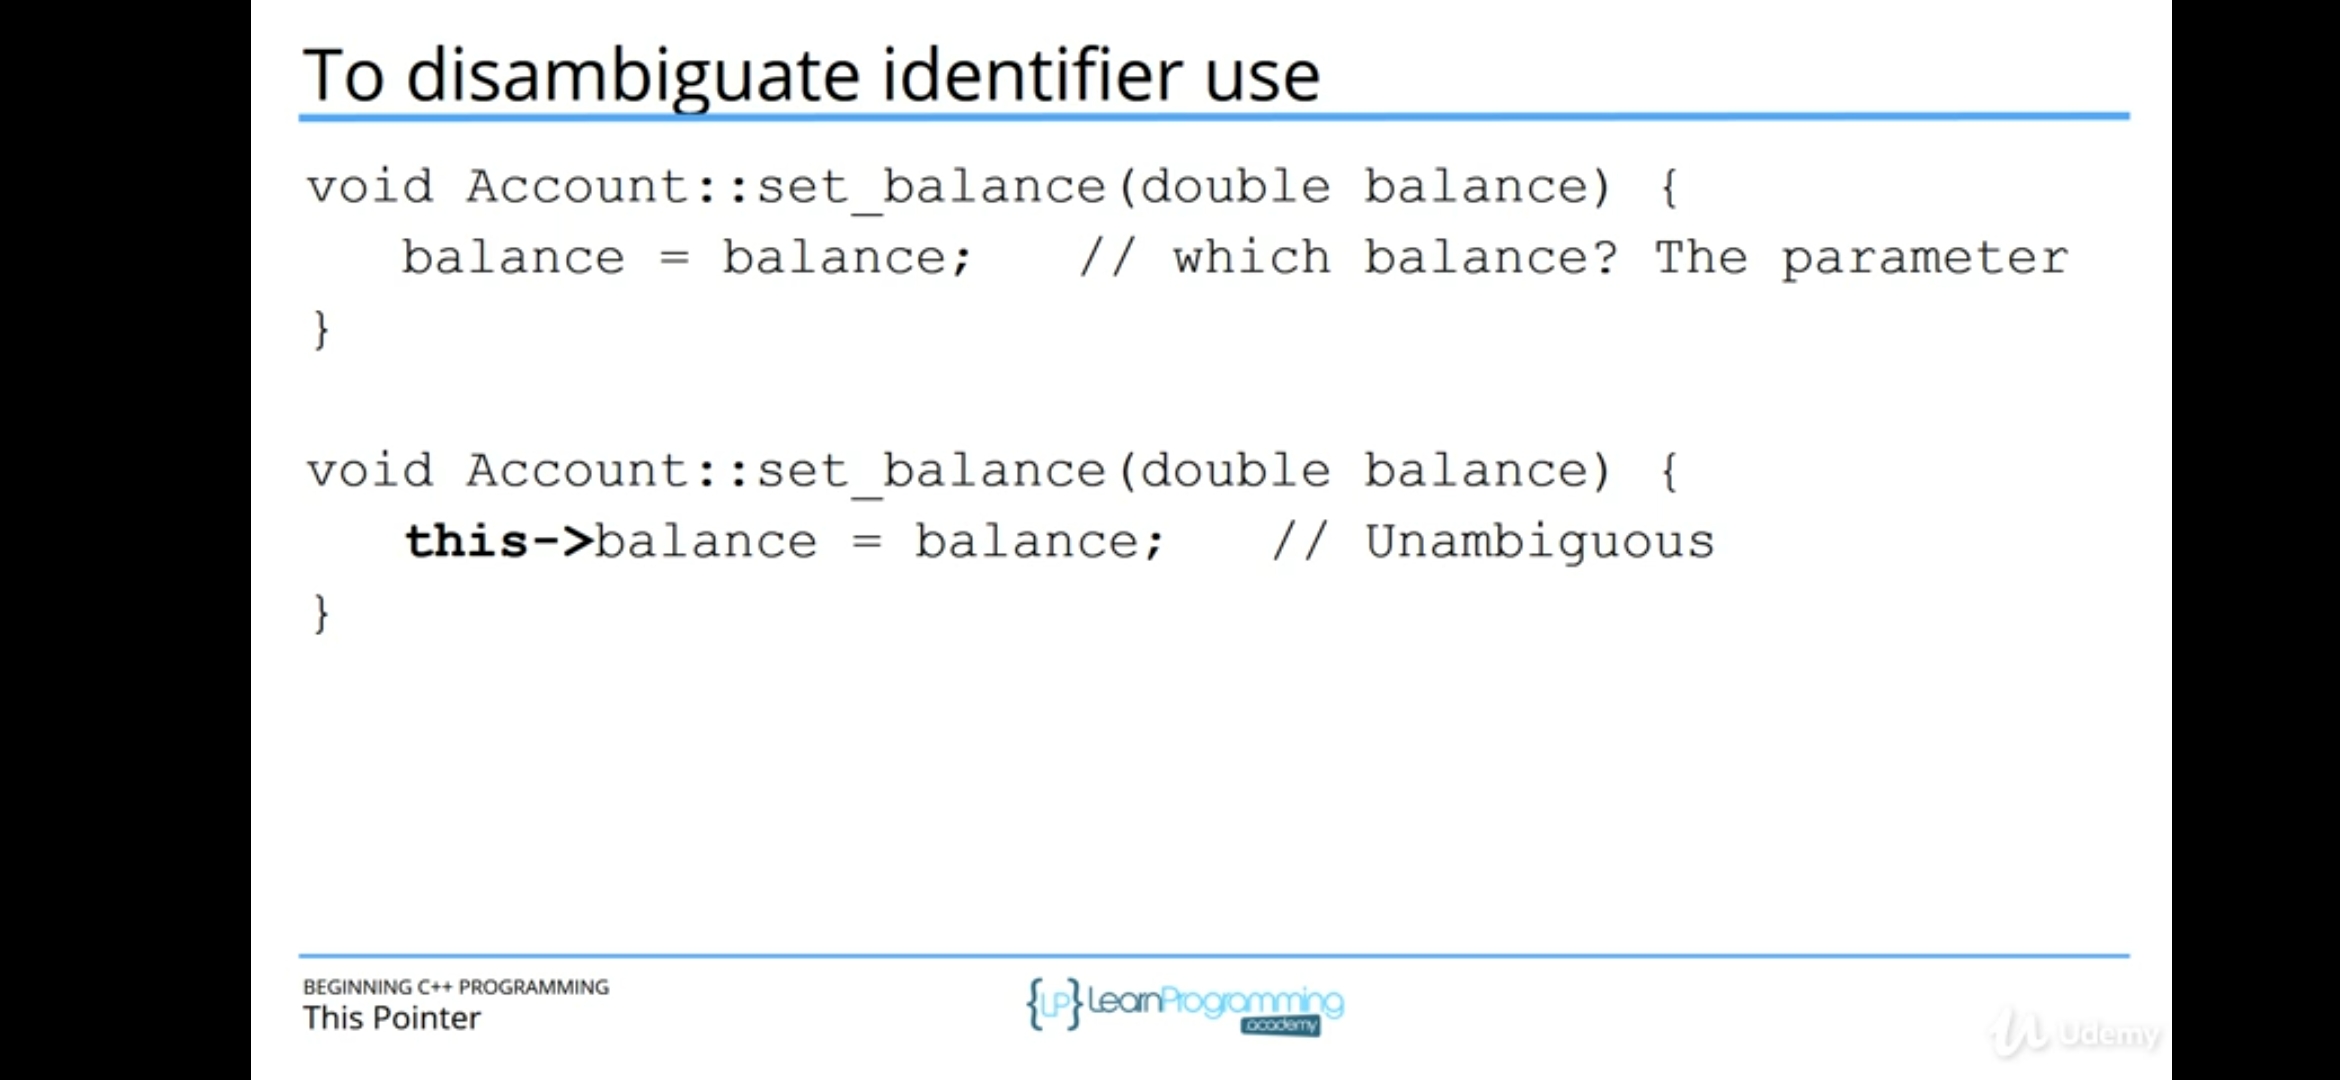 To disambiguate identifier use
void Account::set_balance(double balance) {
balance = balance; // which balance? The parameter
}
void Account::set_balance(double balance) {
this->balance = balance; // Unambiguous
}
BEGINNING C++ PROGRAMMING
This Pointer
{LP} LearnProgramming
academy
Udemy